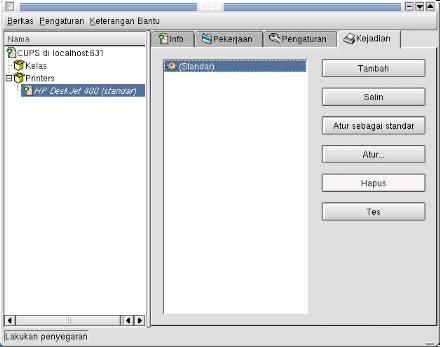 Berkas Pengaturan Keterangan Bantu
Nama
CUPS di localhost:631
Kelas
Printers
HP DeskJet 400 (standar)
Info Pekerjaan Pengaturan Kejadian
(Standar)
Tambah
Salin
Atur sebagai standar
Atur...
Hapus
Tes
Lakukan penyegaran